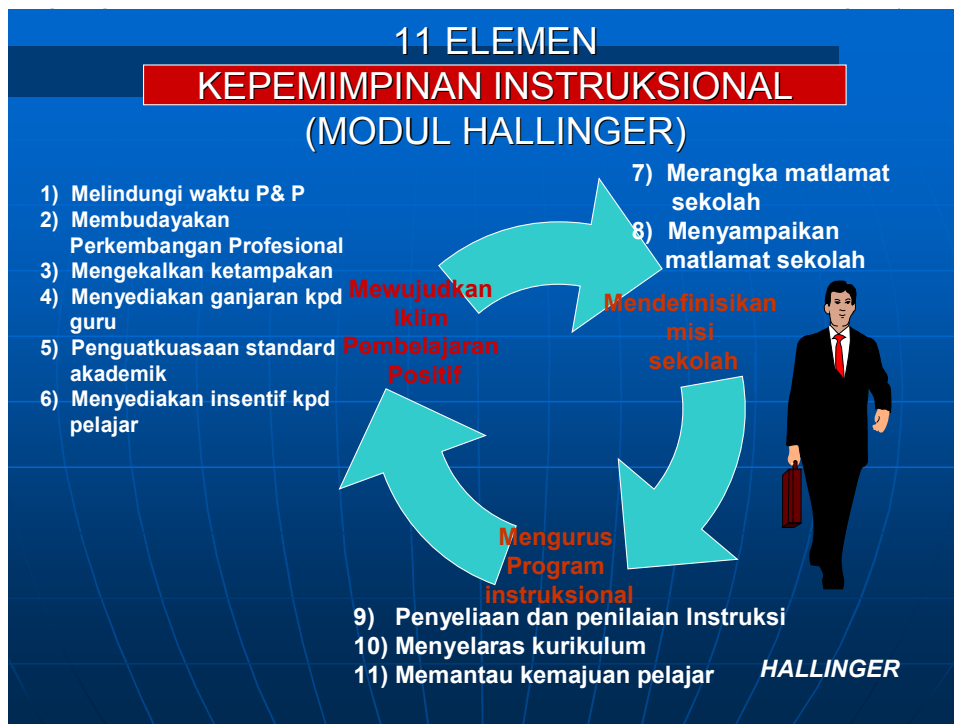 11 ELEMEN
KEPEMIMPINAN INSTRUKSIONAL
(MODUL HALLINGER)
1) Melindungi waktu P& P
2) Membudayakan
Perkembangan Profesional
3) Mengekalkan ketampakan
4) Menyediakan ganjaran kpd
guru
5) Penguatkuasaan standard
akademik
6) Menyediakan insentif kpd
pelajar
Mewujudkan
Iklim
Pembelajaran
Positif
7) Merangka matlamat
sekolah
8) Menyampaikan
matlamat sekolah
Mendefinisikan
misi
sekolah
Mengurus
Program
instruksional
9) Penyeliaan dan penilaian Instruksi
10) Menyelaras kurikulum
11) Memantau kemajuan pelajar
HALLINGER